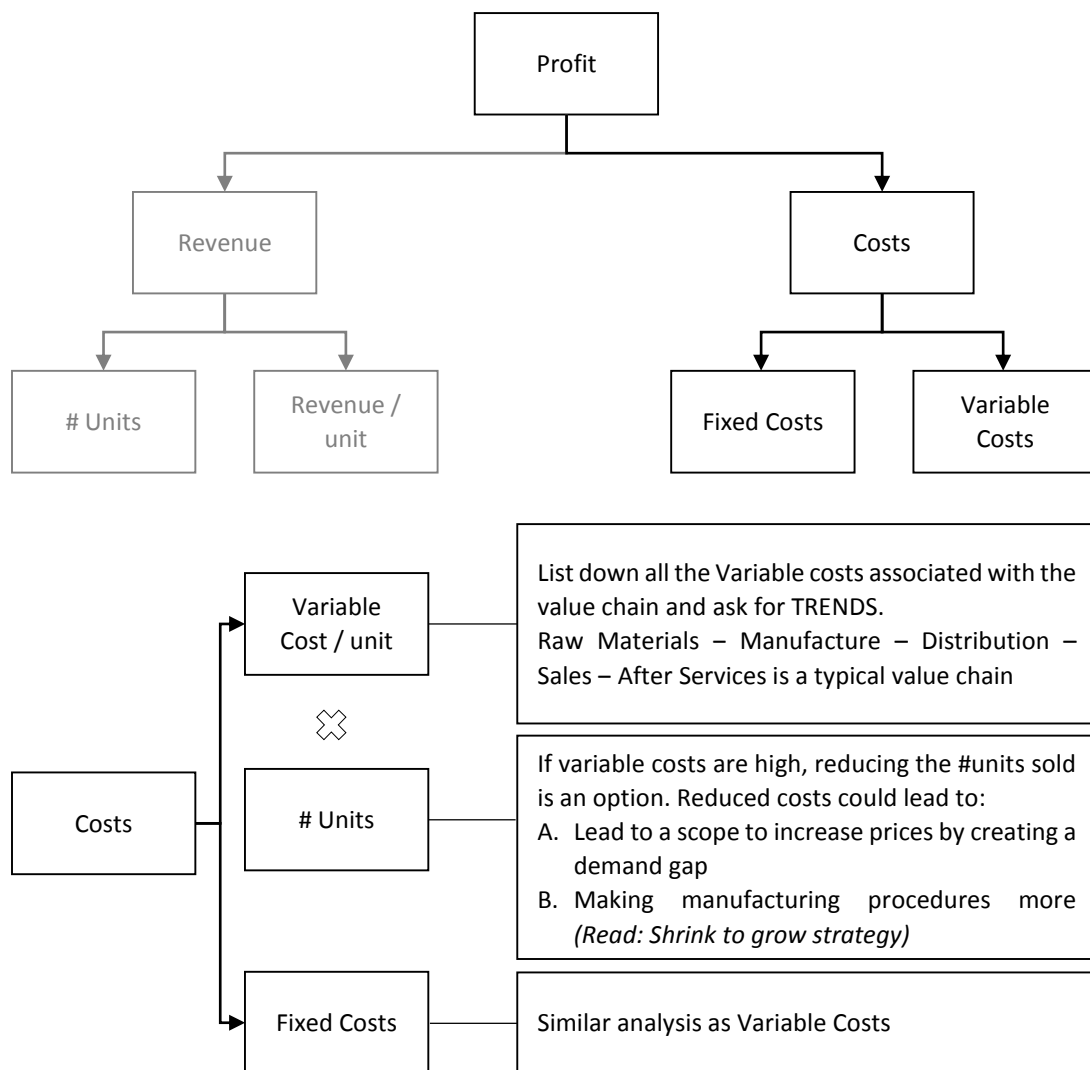 Profit
Revenue
Costs
# Units
Revenue /
unit
Fixed Costs
Variable
Costs
Costs
Variable
Cost / unit
List down all the Variable costs associated with the
value chain and ask for TRENDS.
Raw Materials – Manufacture – Distribution –
Sales – After Services is a typical value chain
# Units
If variable costs are high, reducing the #units sold
is an option. Reduced costs could lead to:
A. Lead to a scope to increase prices by creating a
demand gap
B. Making manufacturing procedures more
(Read: Shrink to grow strategy)
Fixed Costs
Similar analysis as Variable Costs